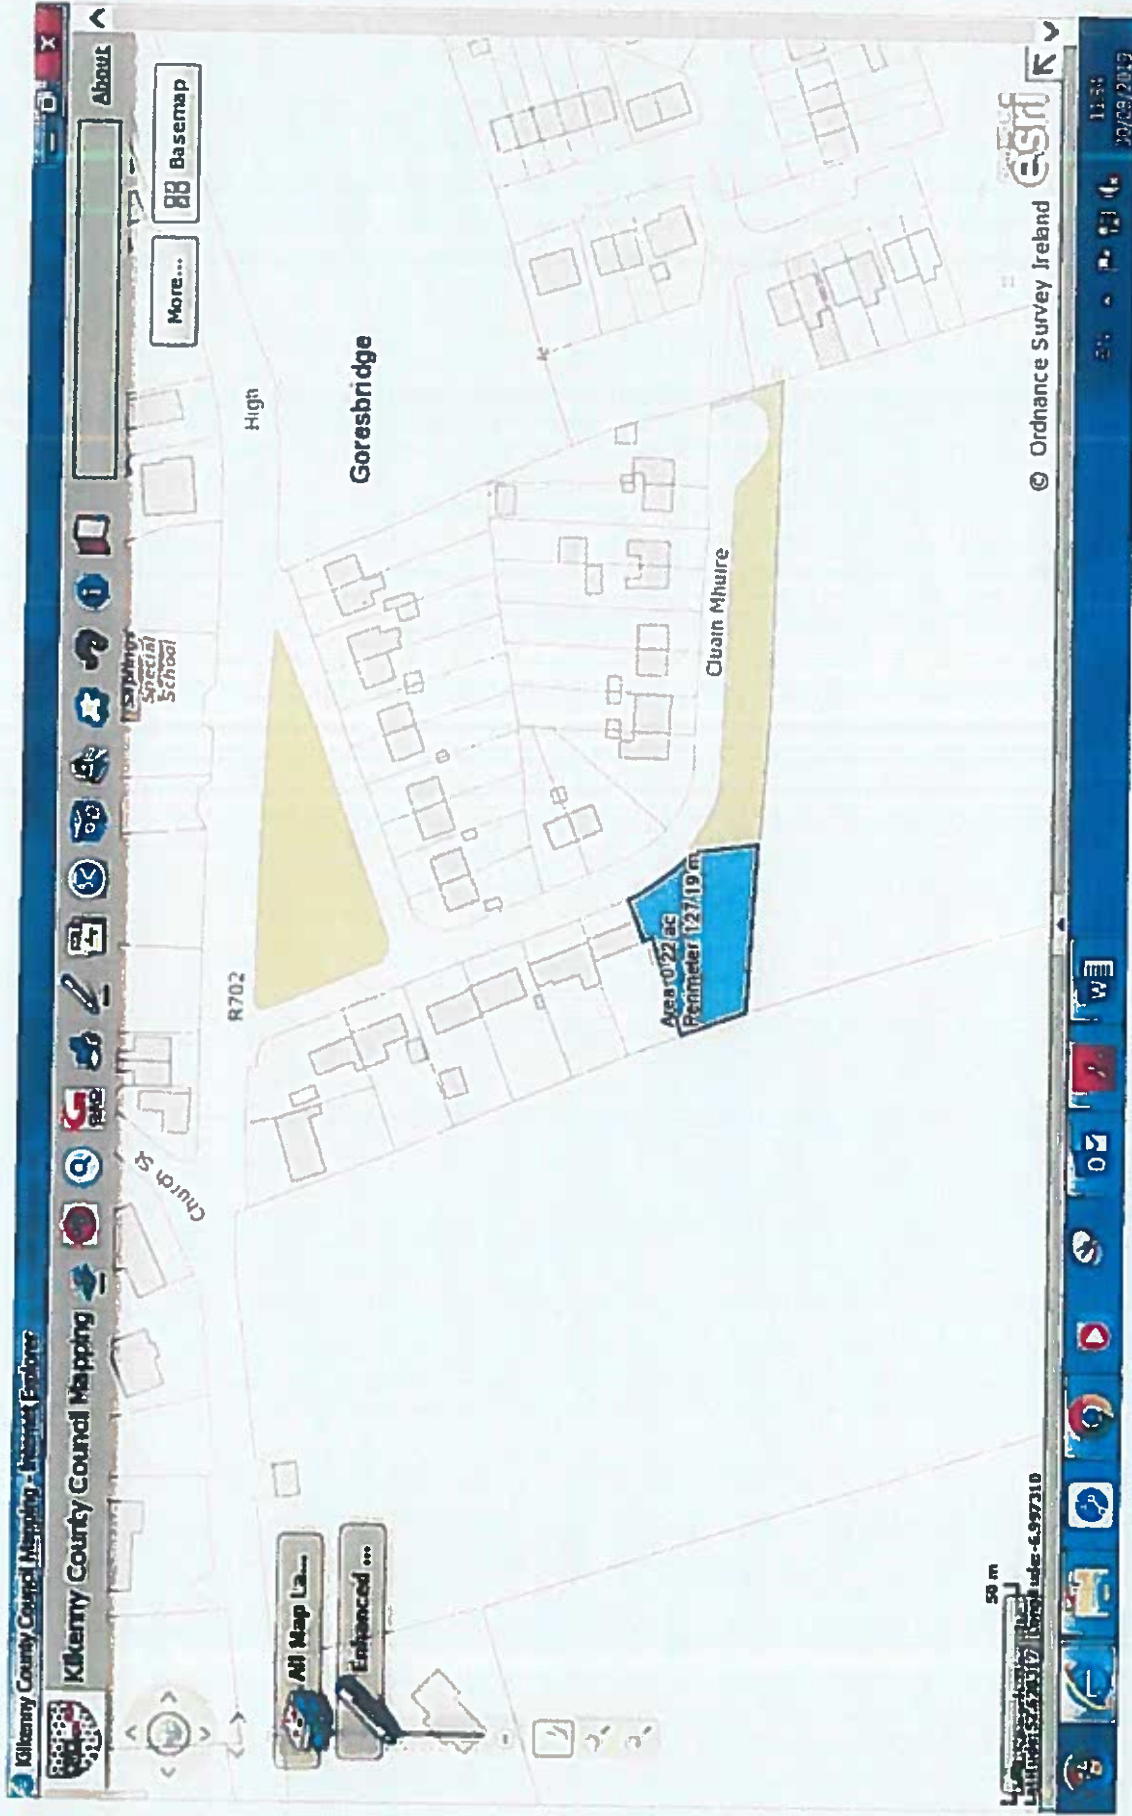 Kilkenny County Council Mapping - Internet Explorer
Kilkenny County Council Mapping
About
More...
Basemap
All Map La...
Enhanced ...
Church St
R702
High
Special
School
Goresbridge
Cluain Mhuire
Area 0.22 ac
Perimeter 127.19 m
50 m
© Ordnance Survey Ireland
esri